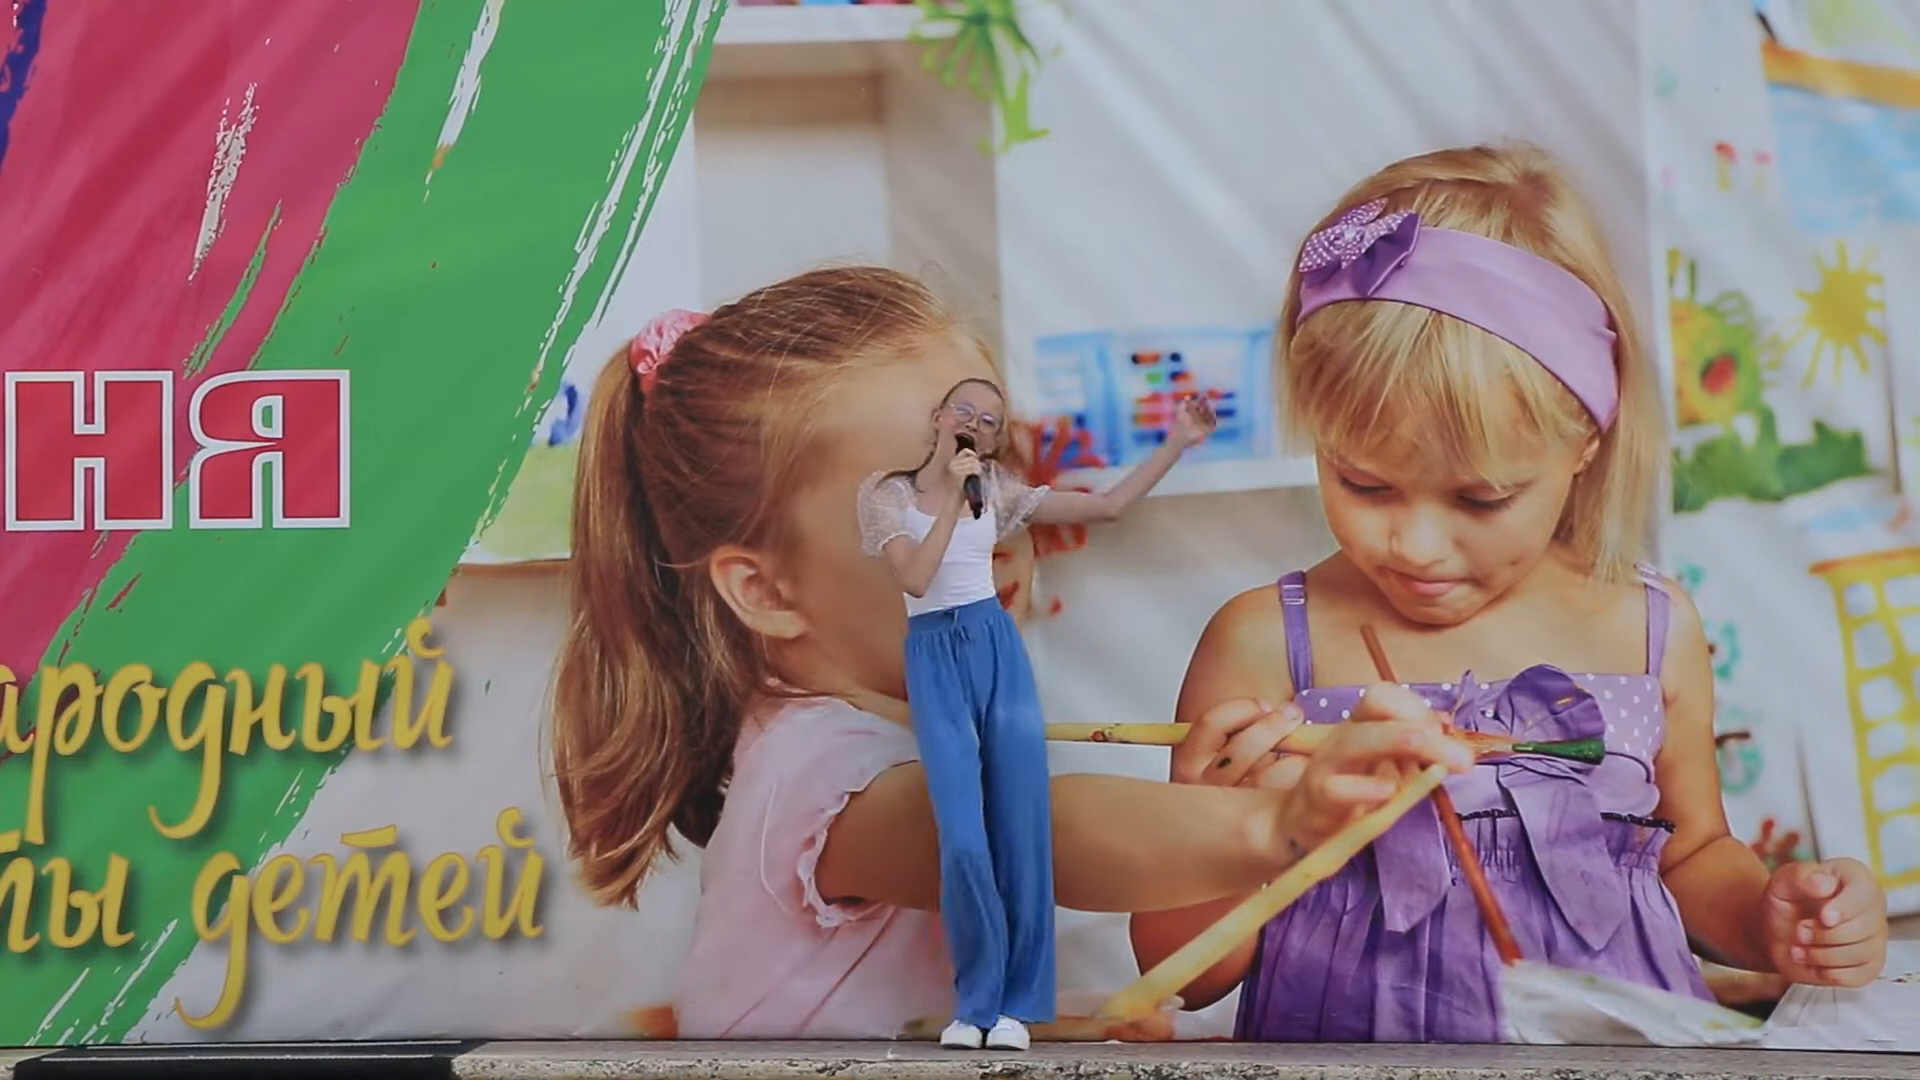 НЯ
ародный
ты детей